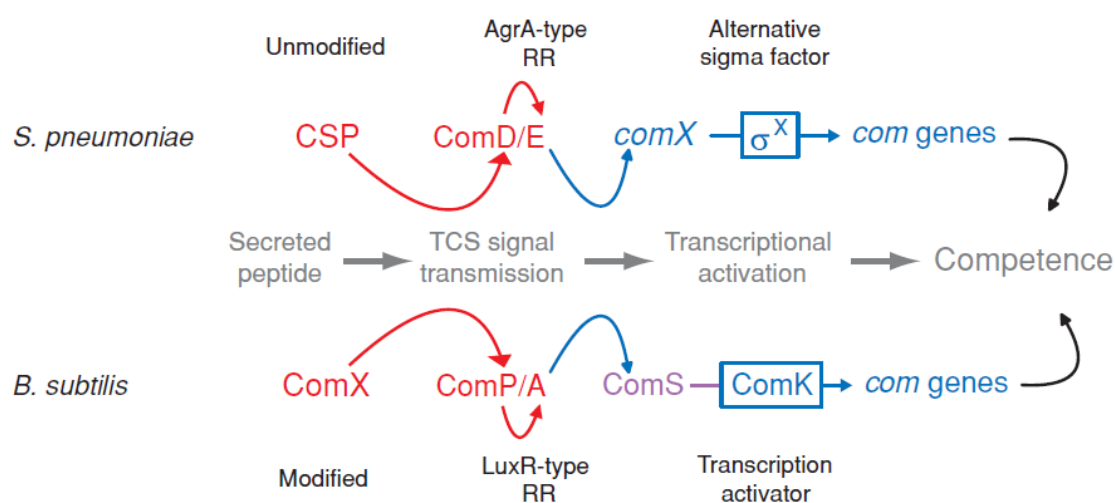 Unmodified
AgrA-type
RR
Alternative
sigma factor
S. pneumoniae
CSP
ComD/E
comX
σ^X
com genes
Secreted
peptide
TCS signal
transmission
Transcriptional
activation
Competence
B. subtilis
ComX
ComP/A
ComS
ComK
com genes
Modified
LuxR-type
RR
Transcription
activator